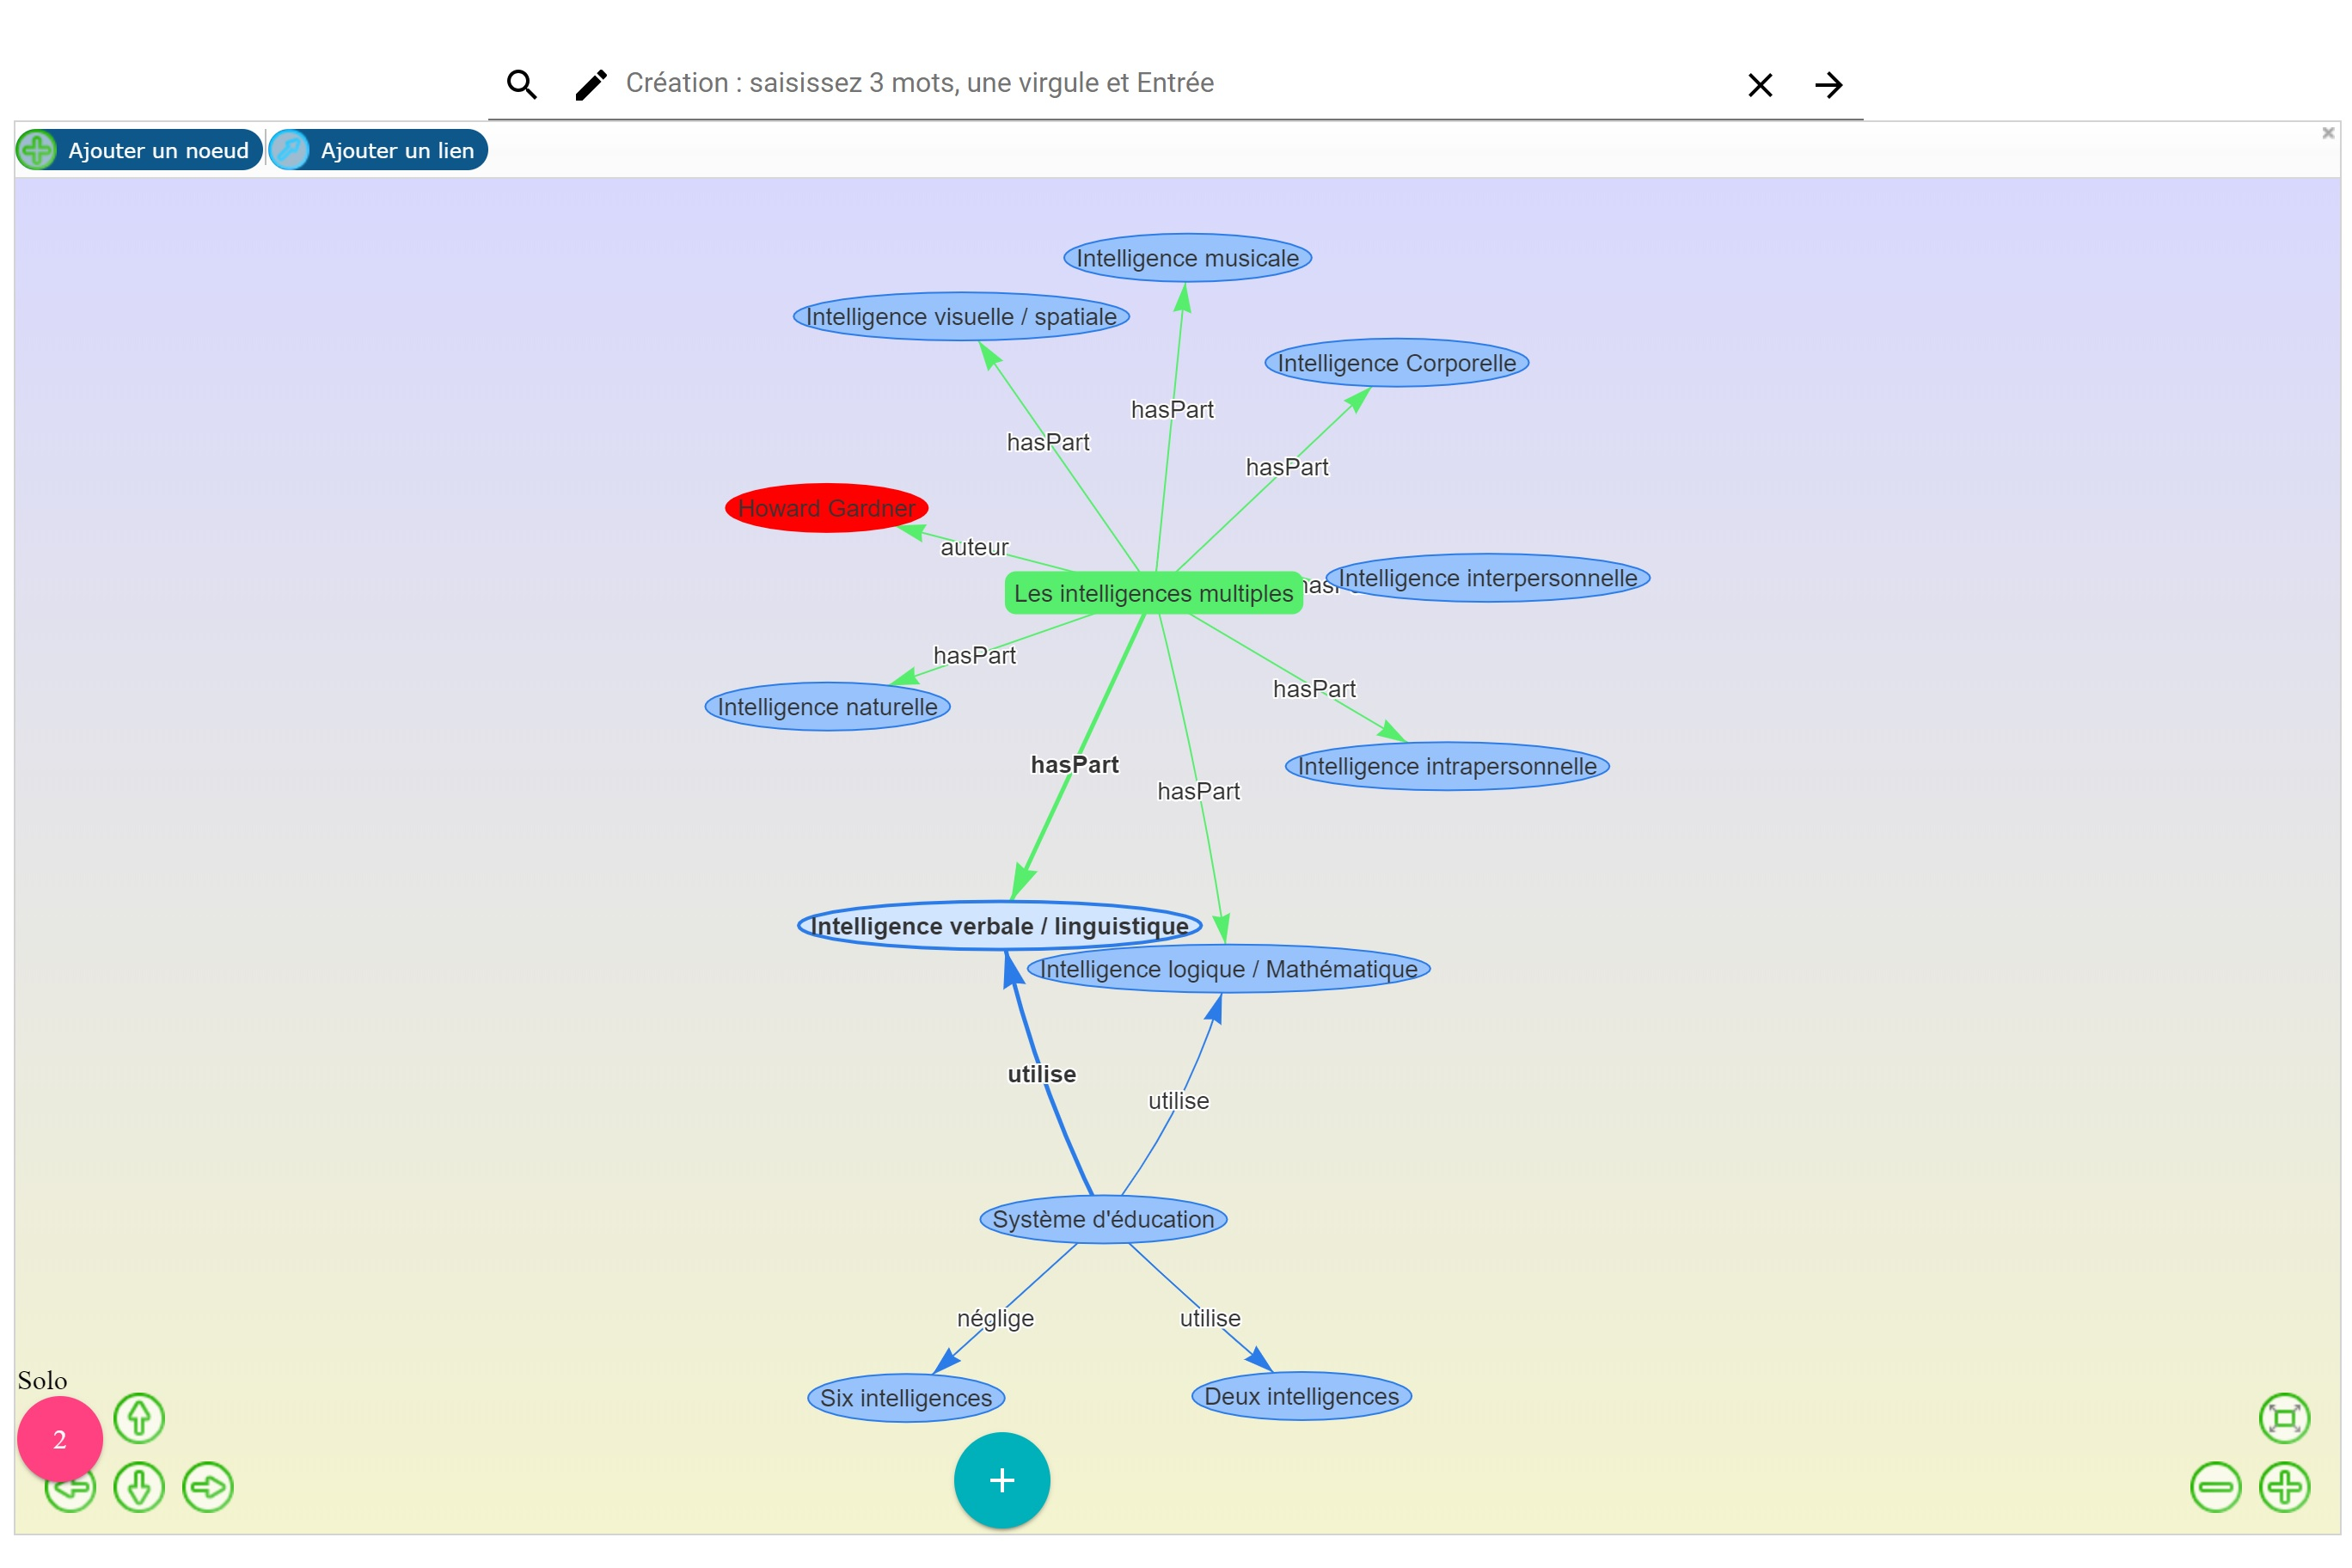 Création : saisissez 3 mots, une virgule et Entrée
Ajouter un noeud
Ajouter un lien
Intelligence musicale
Intelligence visuelle / spatiale
Intelligence Corporelle
hasPart
hasPart
hasPart
Howard Gardner
auteur
Les intelligences multiples
Intelligence interpersonnelle
hasPart
Intelligence naturelle
hasPart
Intelligence intrapersonnelle
hasPart
hasPart
Intelligence verbale / linguistique
Intelligence logique / Mathématique
utilise
utilise
Système d'éducation
néglige
utilise
Six intelligences
Deux intelligences
Solo
2